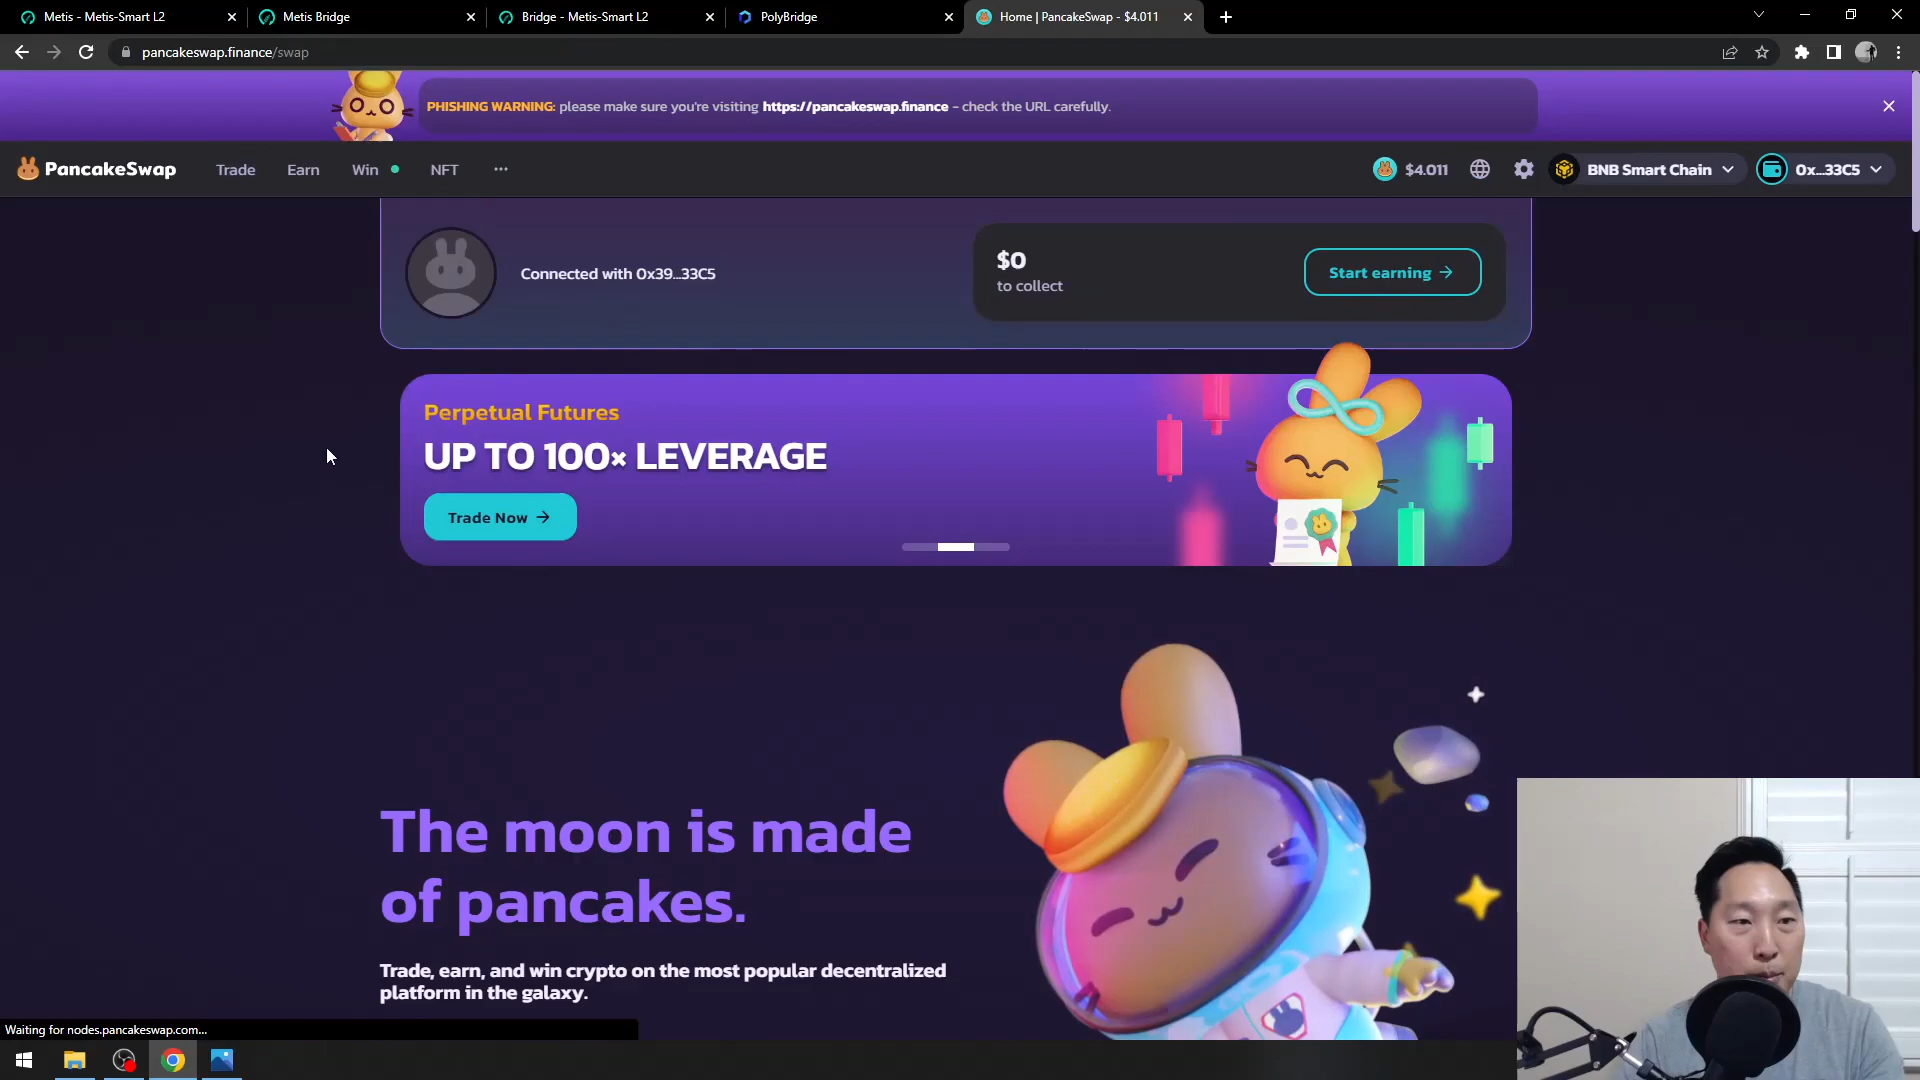 Metis - Metis-Smart L2
Metis Bridge
Bridge - Metis-Smart L2
PolyBridge
Home | PancakeSwap - $4.011
pancakeswap.finance/swap
PHISHING WARNING: please make sure you're visiting https://pancakeswap.finance - check the URL carefully.
PancakeSwap
Trade
Earn
Win
NFT
$4.011
BNB Smart Chain
0x...33C5
Connected with 0x39...33C5
$0
to collect
Start earning
Perpetual Futures
UP TO 100× LEVERAGE
Trade Now
The moon is made
of pancakes.
Trade, earn, and win crypto on the most popular decentralized
platform in the galaxy.
Waiting for nodes.pancakeswap.com...